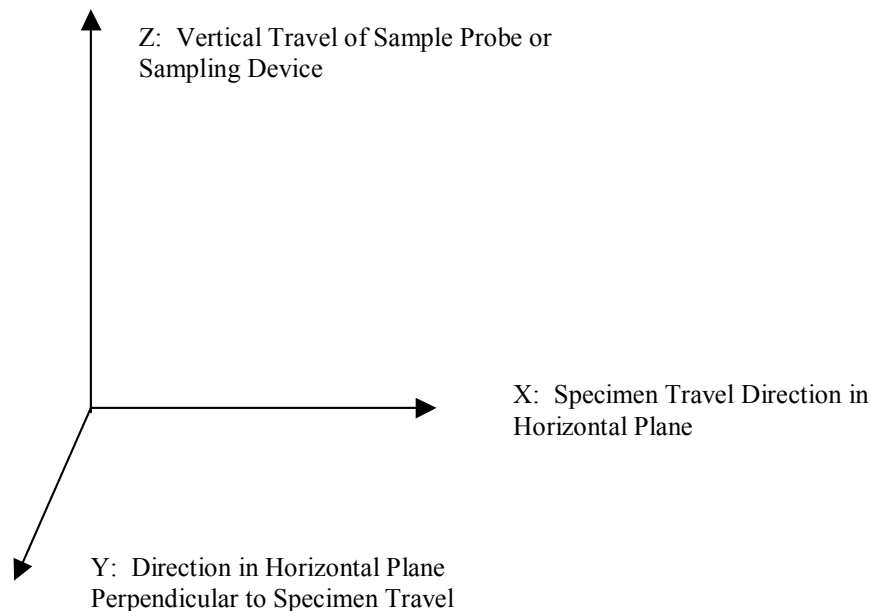 Z:  Vertical Travel of Sample Probe or
Sampling Device
X:  Specimen Travel Direction in
Horizontal Plane
Y:  Direction in Horizontal Plane
Perpendicular to Specimen Travel